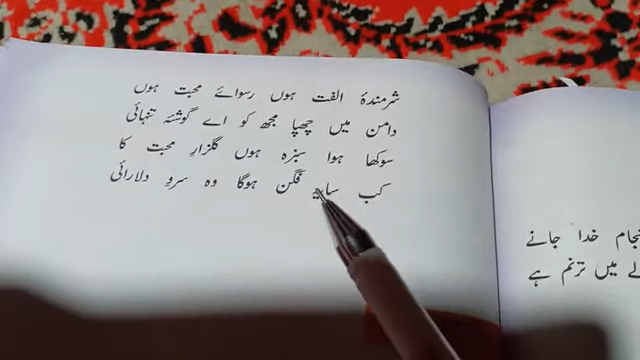 شرمندۂ الفت ہوں رسوائے محبت ہوں
دامن میں چھپا مجھ کو اے گوشۂ تنہائی
سوکھا ہوا سبزہ ہوں گلزارِ محبت کا
کب سایہ فگن ہوگا وہ سروِ دلارائی
نجام خدا جانے
لے میں ترنم ہے